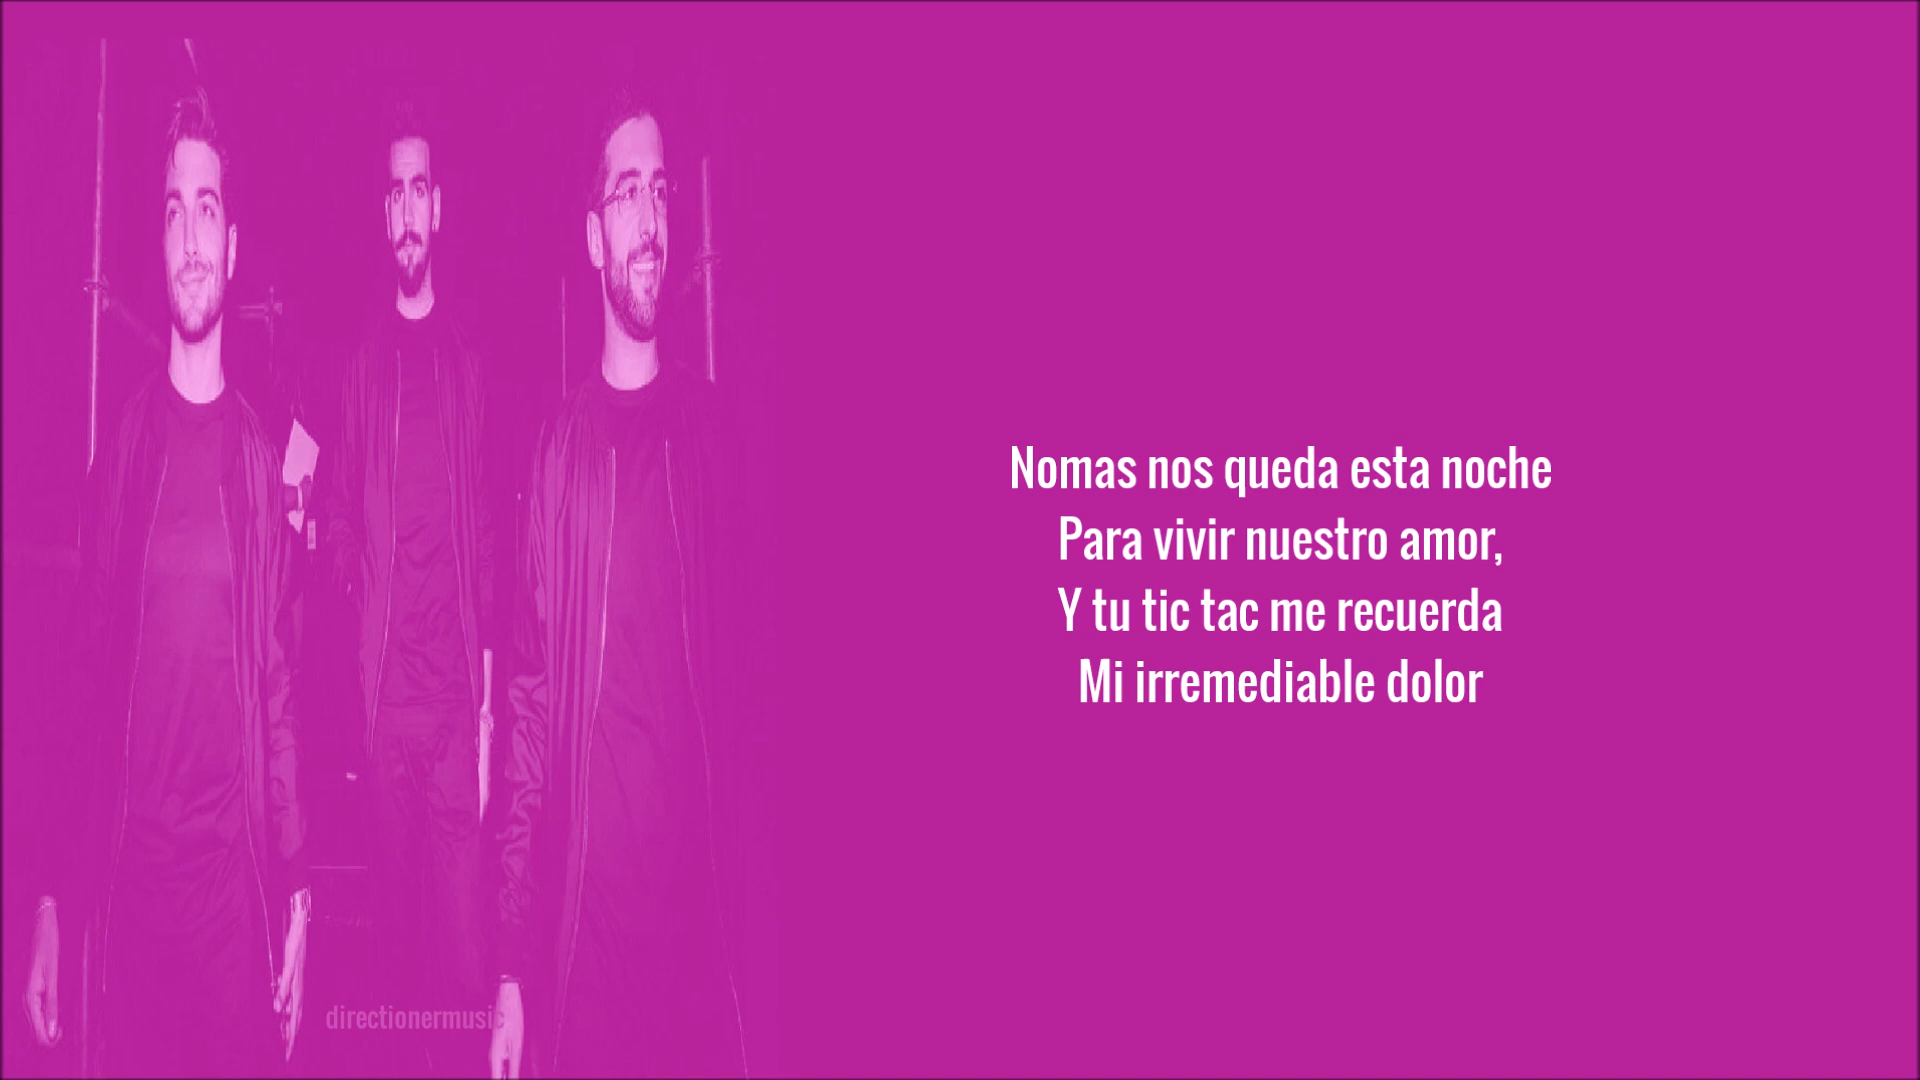 Nomas nos queda esta noche
Para vivir nuestro amor,
Y tu tic tac me recuerda
Mi irremediable dolor
directionermusic